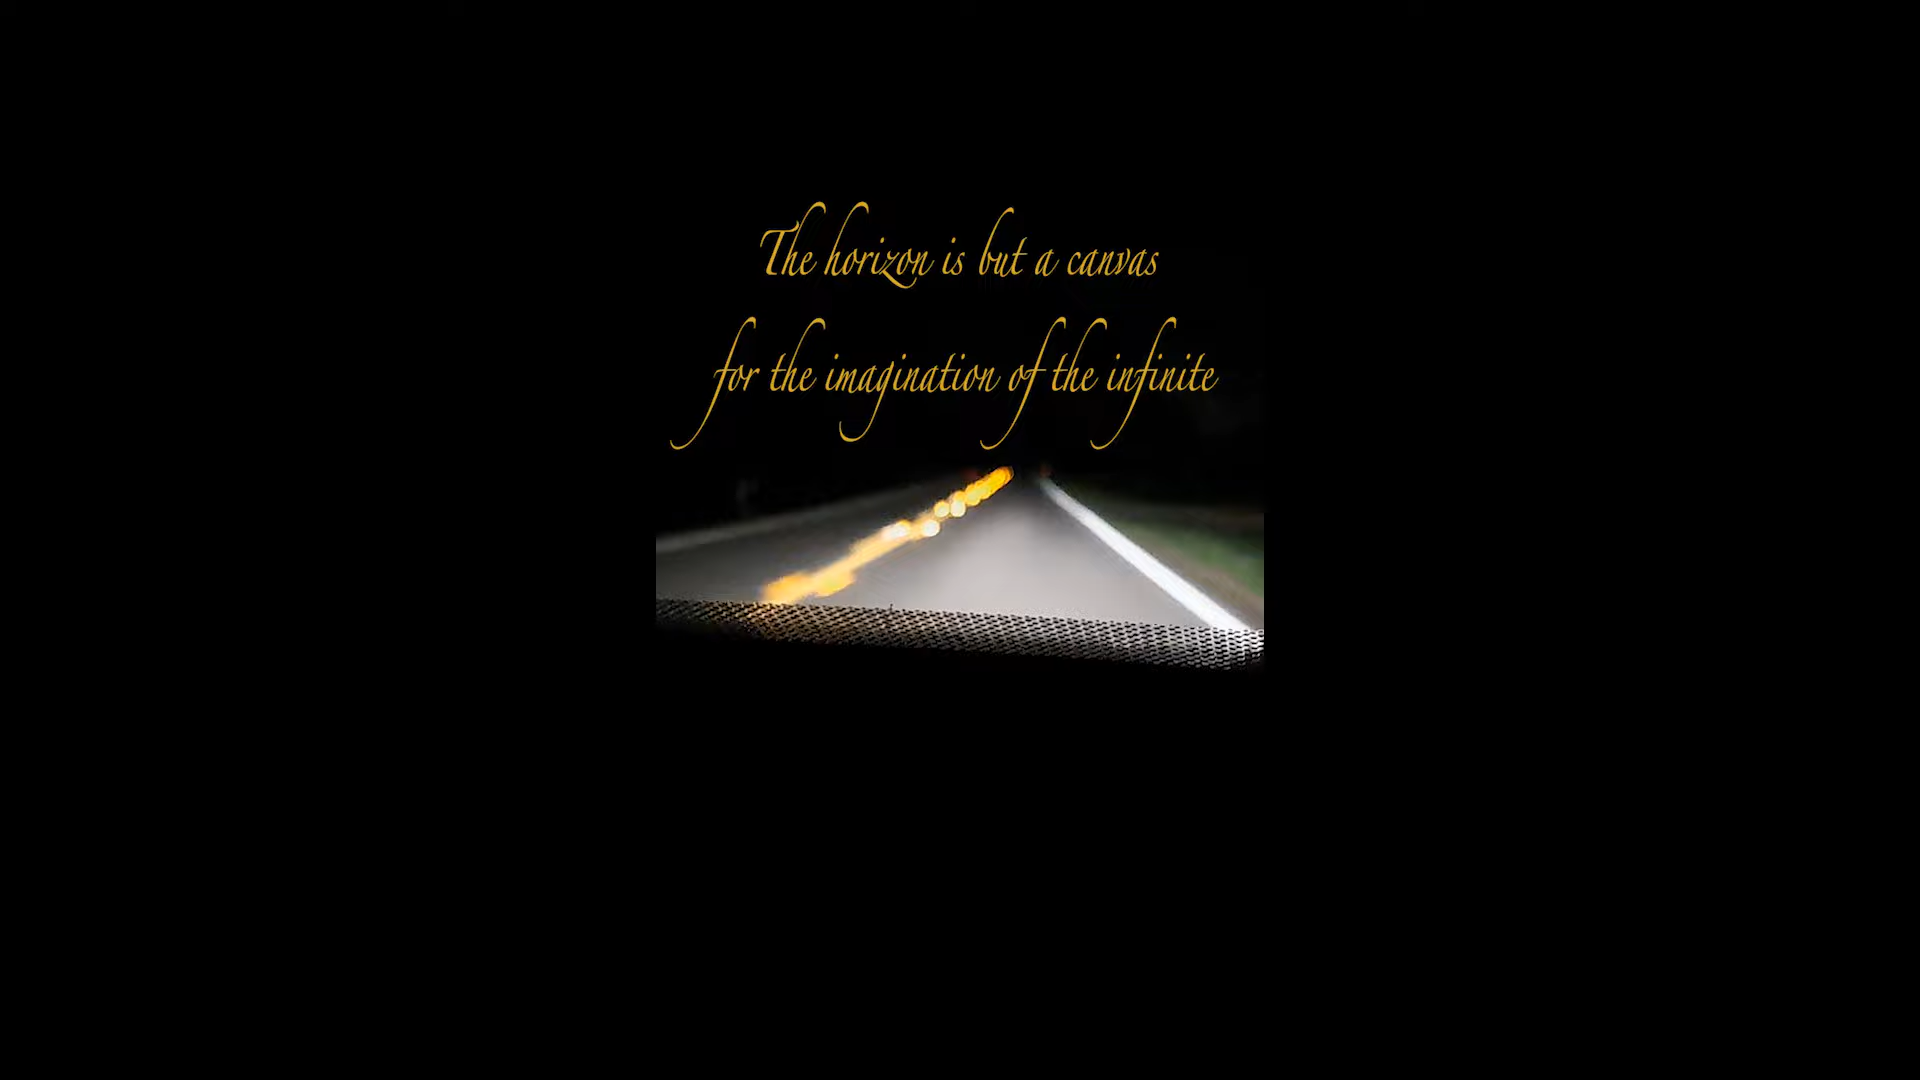 The horizon is but a canvas
for the imagination of the infinite